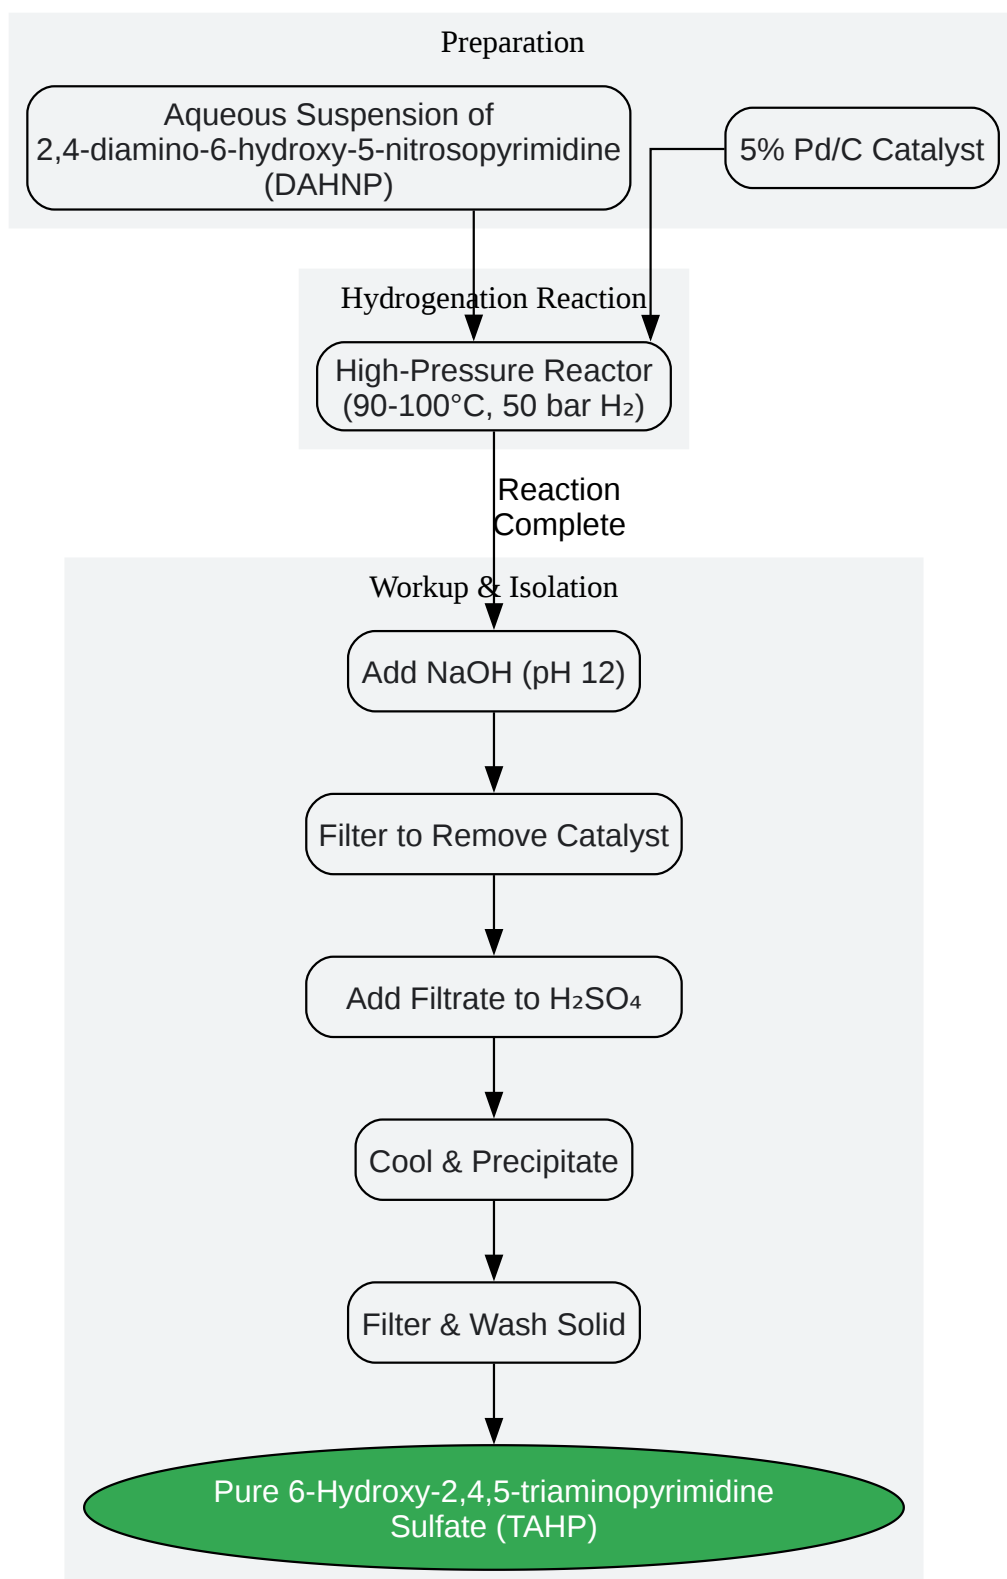 Preparation
Aqueous Suspension of
2,4-diamino-6-hydroxy-5-nitrosopyrimidine
(DAHNP)
5% Pd/C Catalyst
Hydrogenation Reaction
High-Pressure Reactor
(90-100°C, 50 bar H₂)
Reaction
Complete
Workup & Isolation
Add NaOH (pH 12)
Filter to Remove Catalyst
Add Filtrate to H₂SO₄
Cool & Precipitate
Filter & Wash Solid
Pure 6-Hydroxy-2,4,5-triaminopyrimidine
Sulfate (TAHP)